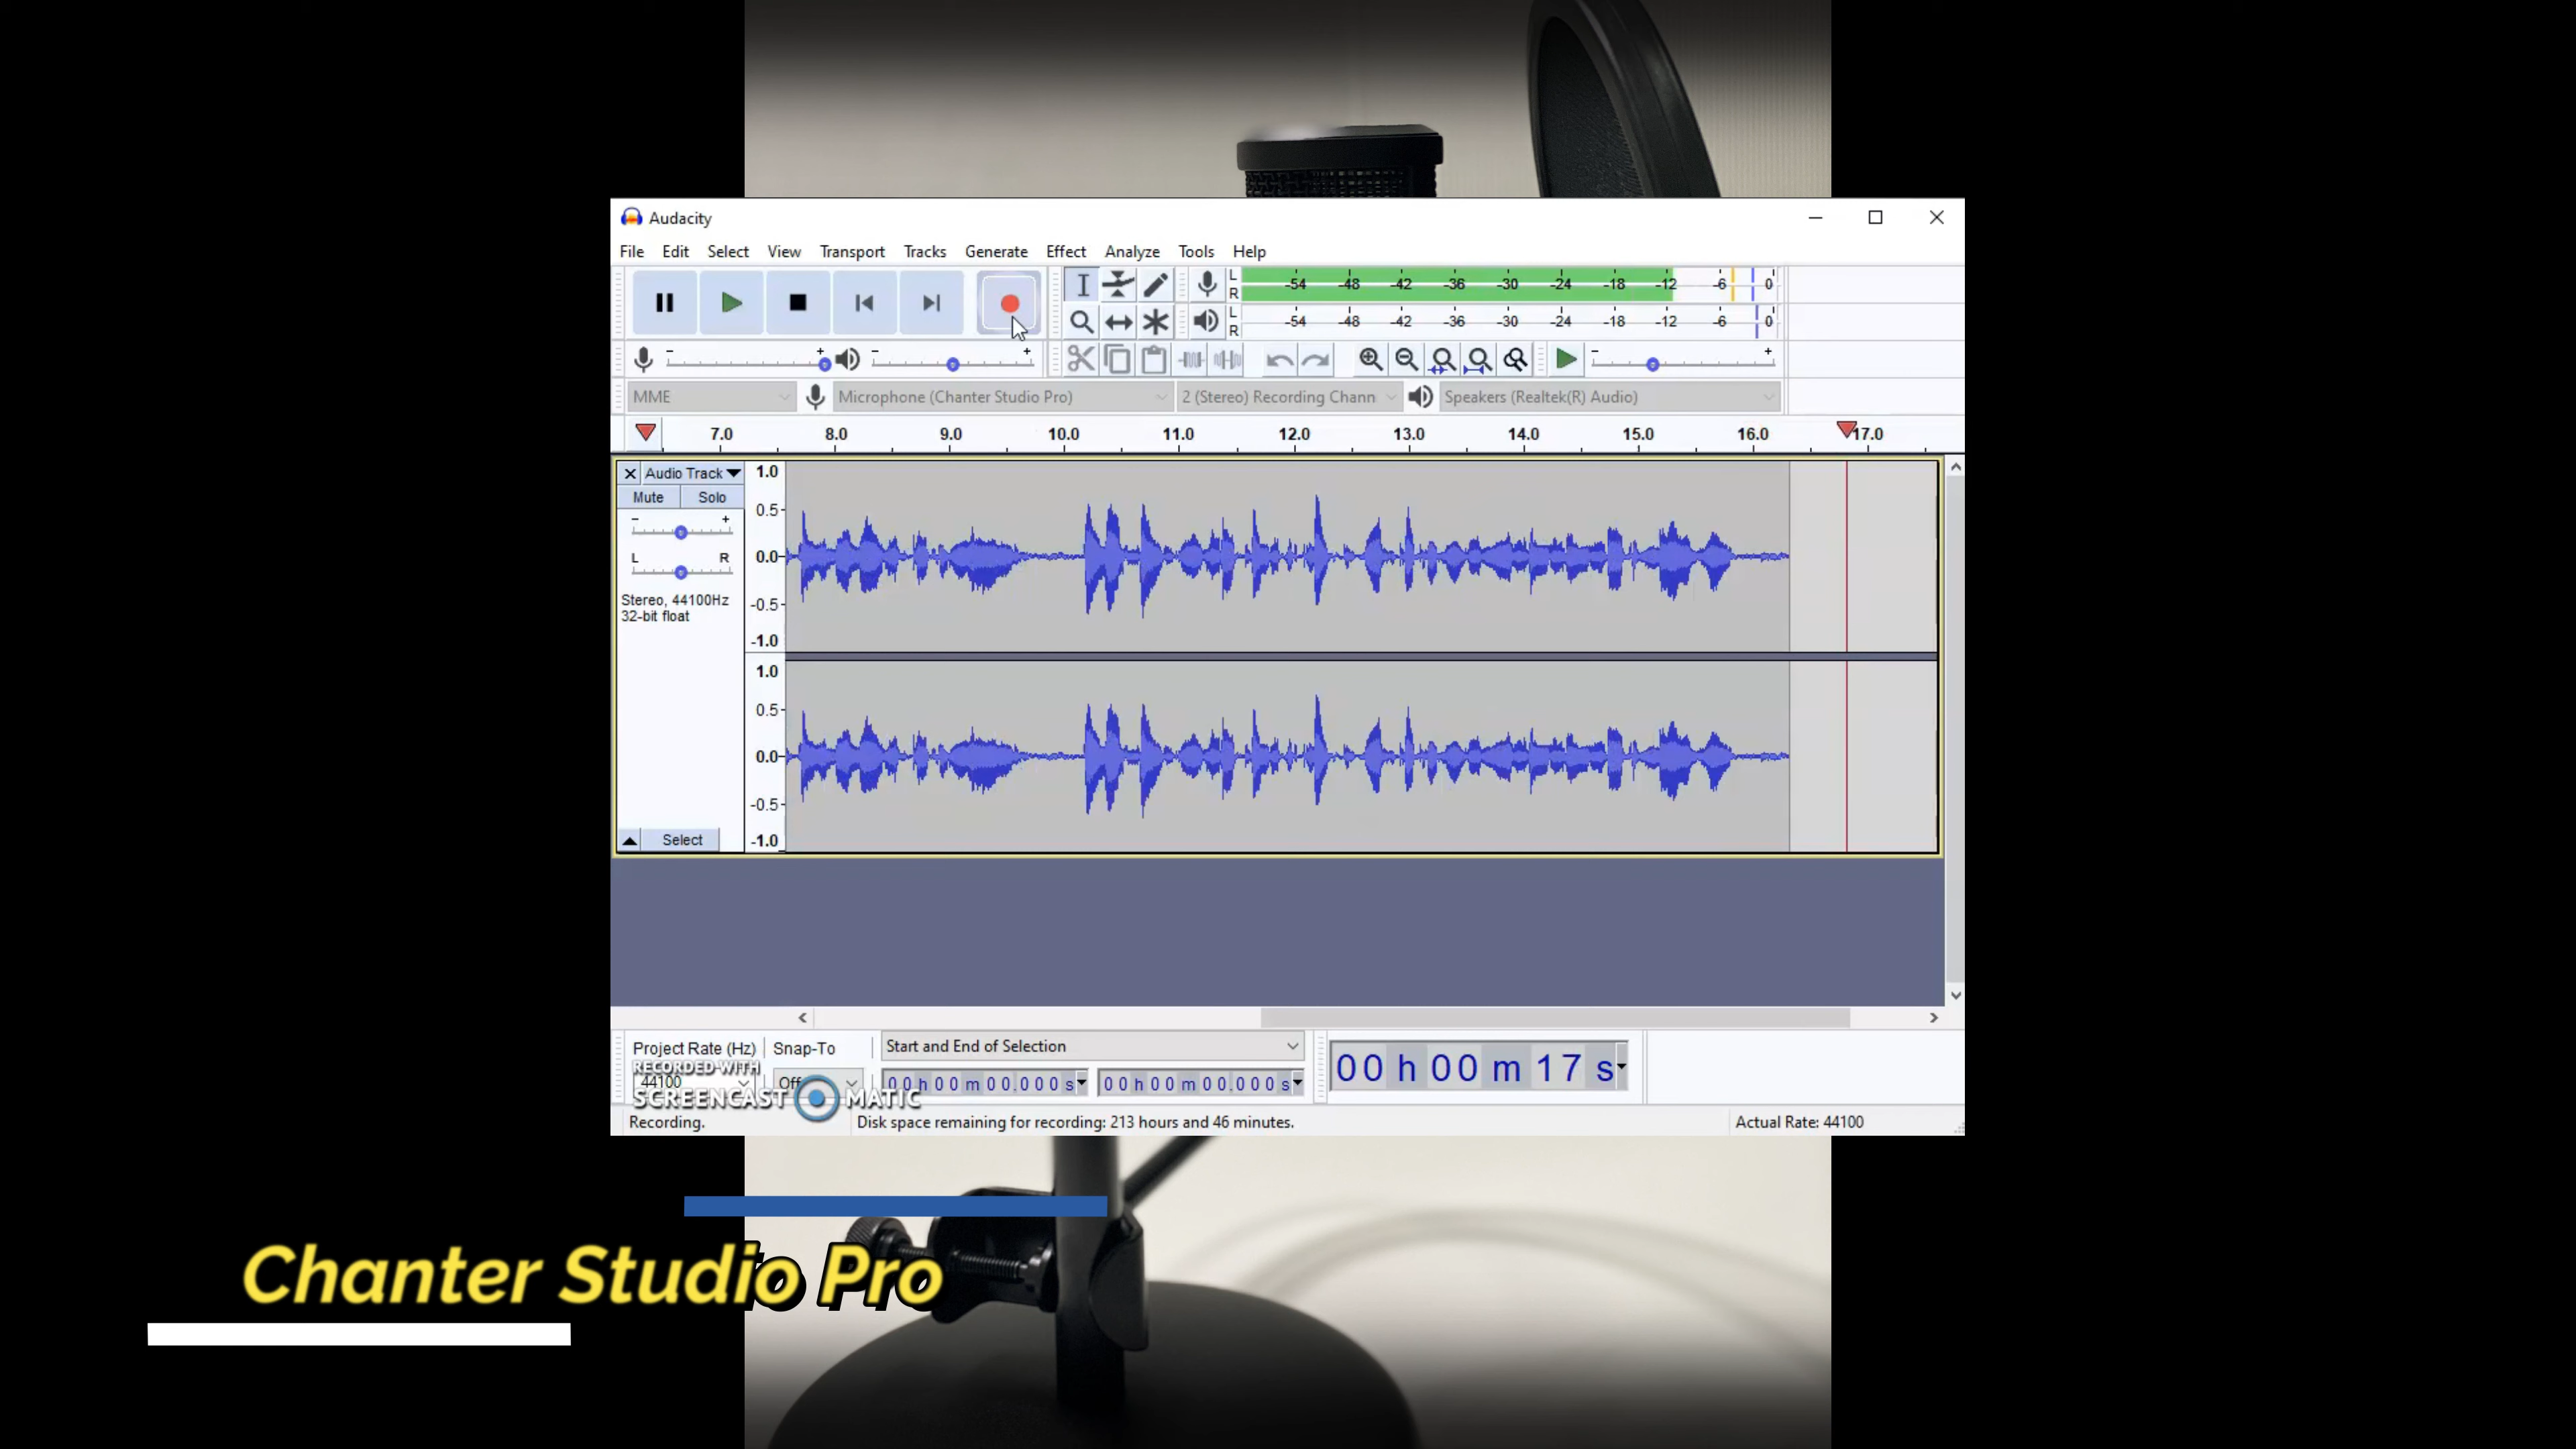 Audacity
File Edit Select View Transport Tracks Generate Effect Analyze Tools Help
L
R
-54 -48 -42 -36 -30 -24 -18 -12 -6 0
L
R
-54 -48 -42 -36 -30 -24 -18 -12 -6 0
- + - + - +
MME Microphone (Chanter Studio Pro) 2 (Stereo) Recording Chann Speakers (Realtek(R) Audio)
7.0 8.0 9.0 10.0 11.0 12.0 13.0 14.0 15.0 16.0 17.0
X Audio Track
Mute Solo
- +
L R
Stereo, 44100Hz
32-bit float
Select
1.0
0.5
0.0
-0.5
-1.0
1.0
0.5
0.0
-0.5
-1.0
Project Rate (Hz) Snap-To Start and End of Selection
RECORDED WITH
44100 Off 00h00m00.000s 00h00m00.000s 00h00m17s
SCREENCAST MATIC
Recording. Disk space remaining for recording: 213 hours and 46 minutes. Actual Rate: 44100
Chanter Studio Pro